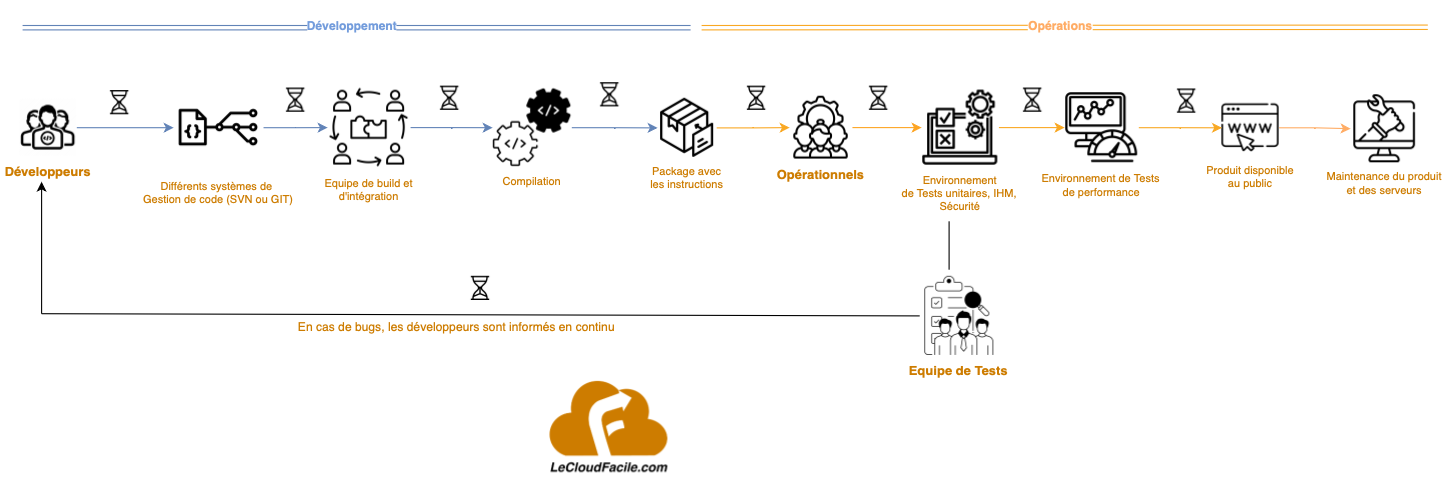 Développement
Opérations
Développeurs
Différents systèmes de
Gestion de code (SVN ou GIT)
Equipe de build et
d'intégration
</>
</>
Compilation
Package avec
les instructions
Opérationnels
Environnement
de Tests unitaires, IHM,
Sécurité
Environnement de Tests
de performance
WWW
Produit disponible
au public
Maintenance du produit
et des serveurs
En cas de bugs, les développeurs sont informés en continu
Equipe de Tests
LeCloudFacile.com